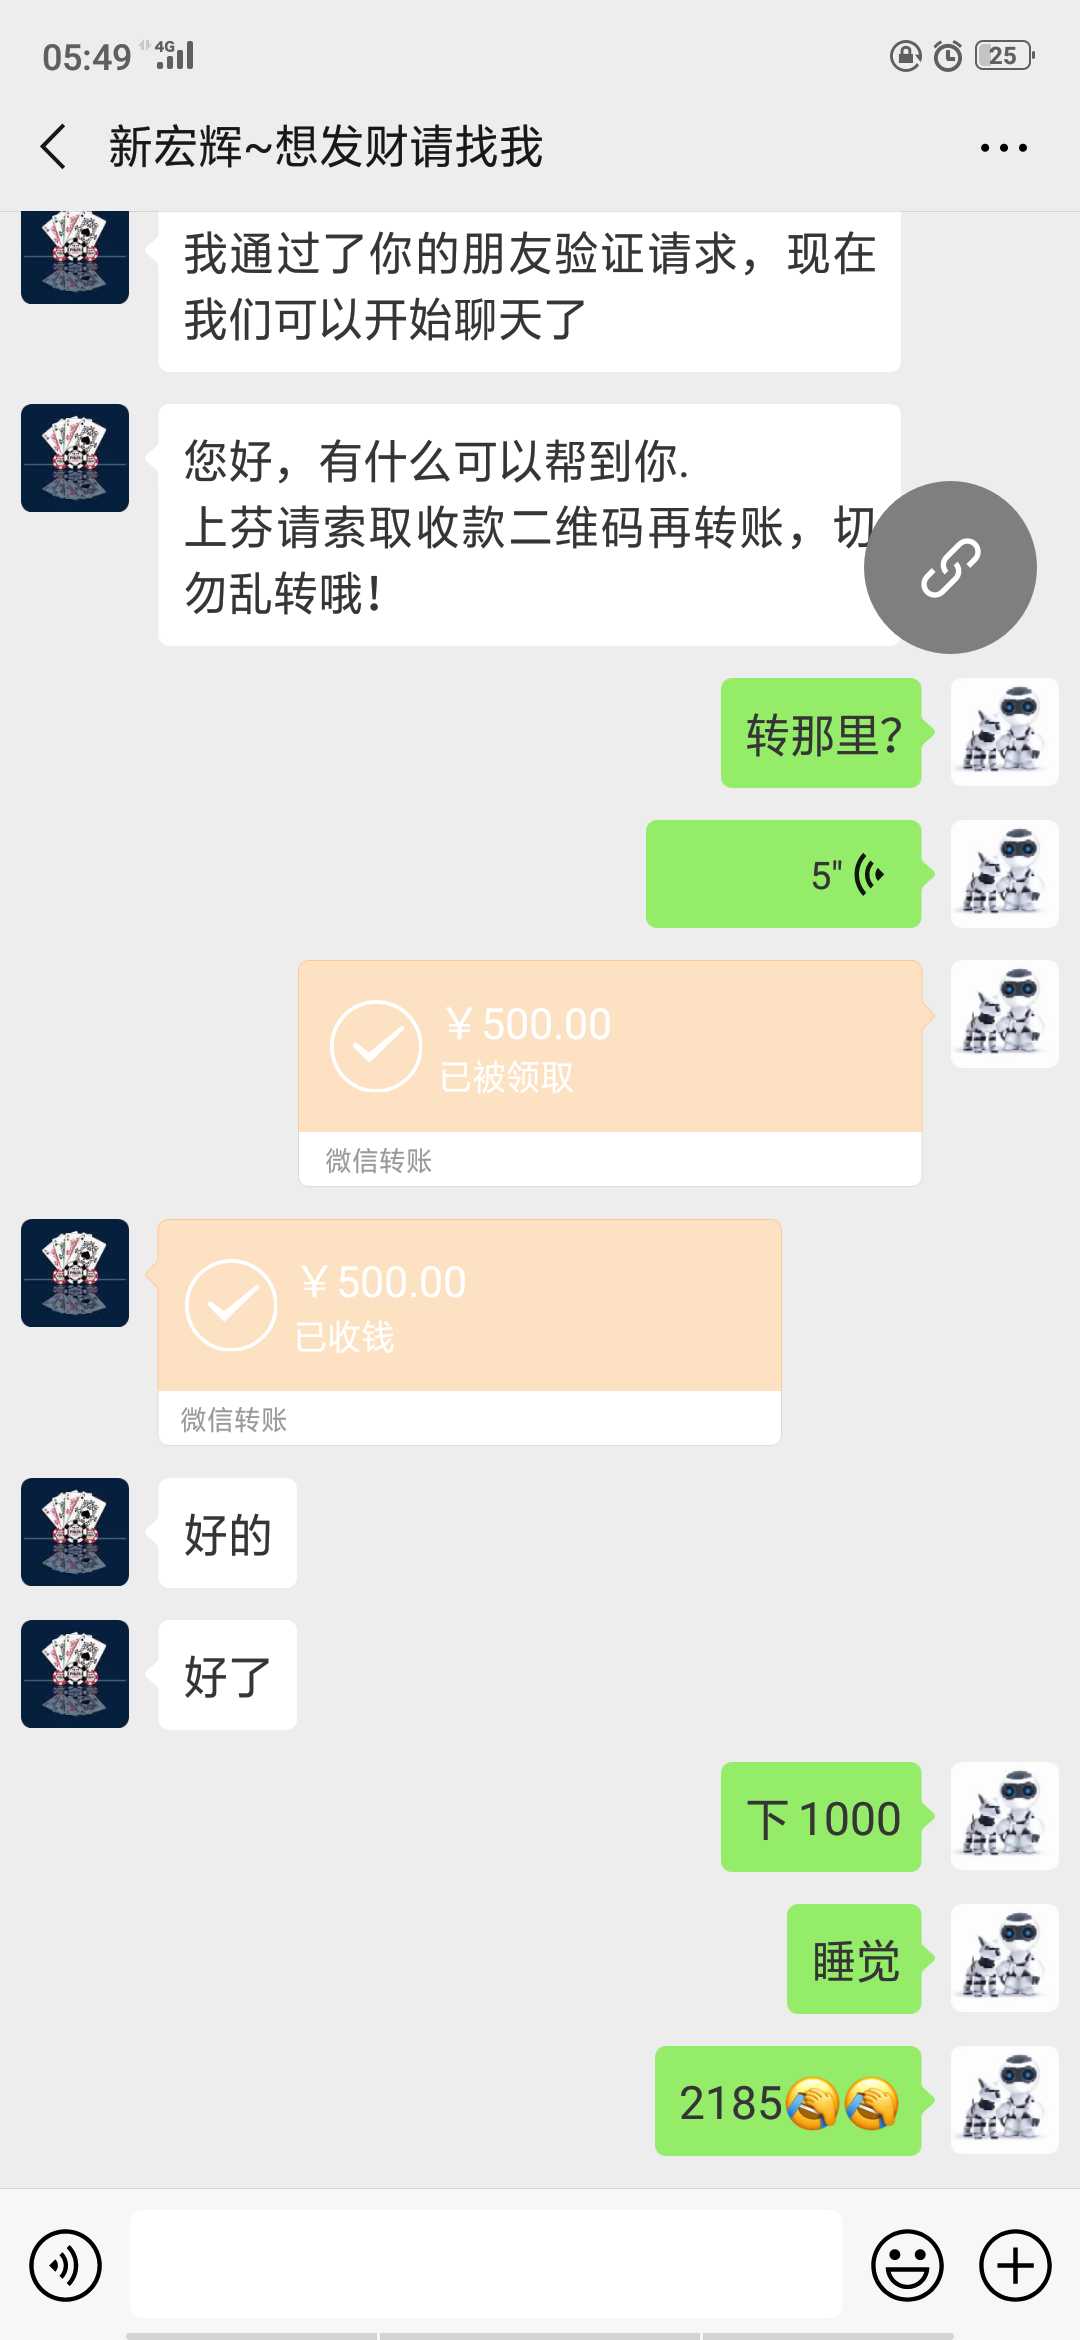 05:49
4G
25
新宏辉~想发财请找我
我通过了你的朋友验证请求，现在
我们可以开始聊天了
您好，有什么可以帮到你.
上芬请索取收款二维码再转账，切
勿乱转哦！
转那里？
5"
￥500.00
已被领取
微信转账
￥500.00
已收钱
微信转账
好的
好了
下1000
睡觉
2185🤦🤦